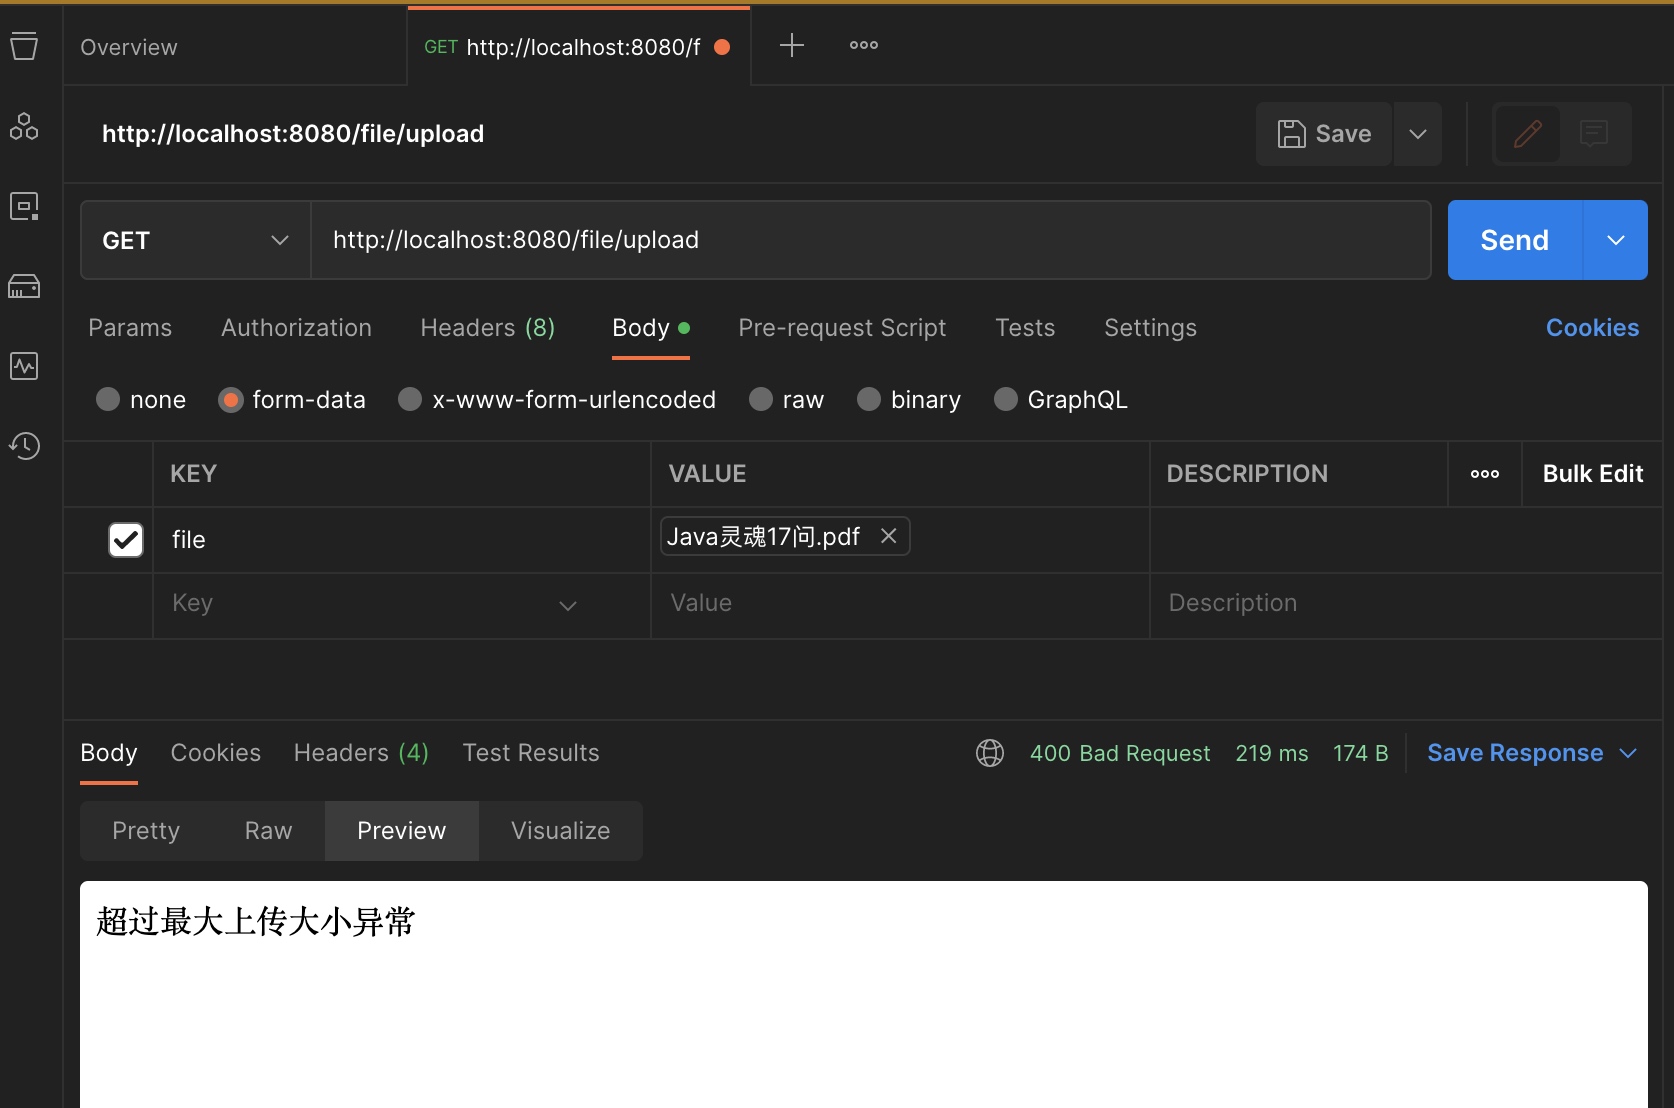 Overview
GET http://localhost:8080/f
http://localhost:8080/file/upload
Save
GET
http://localhost:8080/file/upload
Send
Params Authorization Headers (8) Body Pre-request Script Tests Settings Cookies
none form-data x-www-form-urlencoded raw binary GraphQL
KEY VALUE DESCRIPTION Bulk Edit
file Java灵魂17问.pdf
Key Value Description
Body Cookies Headers (4) Test Results 400 Bad Request 219 ms 174 B Save Response
Pretty Raw Preview Visualize
超过最大上传大小异常